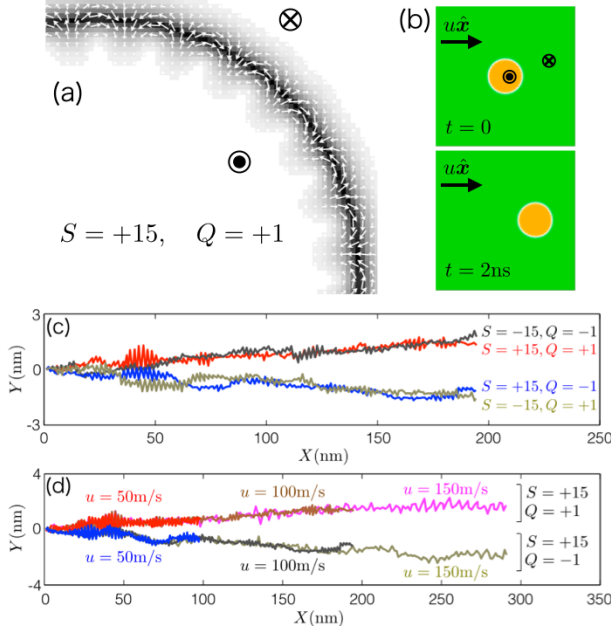 (a)
S = +15, Q = +1
(b)
ux̂
t = 0
ux̂
t = 2ns
(c)
3
0
-3
Y(nm)
S = −15, Q = −1
S = +15, Q = +1
S = +15, Q = −1
S = −15, Q = +1
0 50 100 150 200 250
X(nm)
(d)
4
0
-4
Y(nm)
u = 50m/s
u = 100m/s
u = 150m/s
S = +15
Q = +1
u = 50m/s
u = 100m/s
u = 150m/s
S = +15
Q = −1
0 50 100 150 200 250 300 350
X(nm)